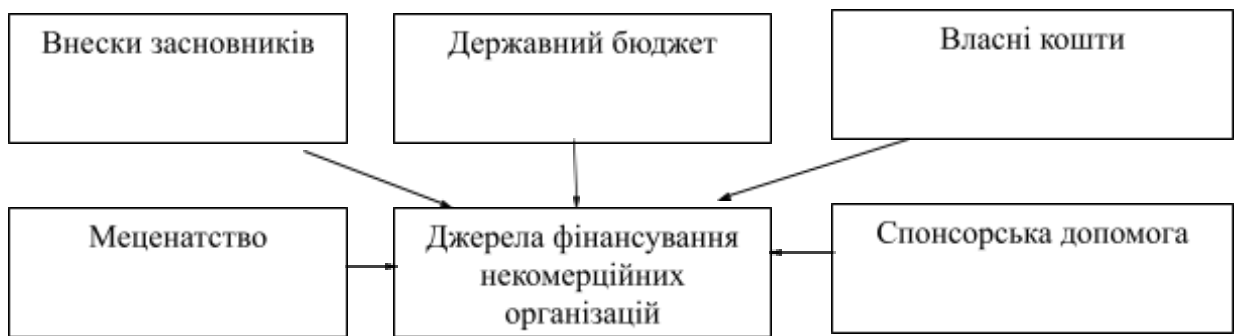 Внески засновників
Державний бюджет
Власні кошти
Меценатство
Джерела фінансування
некомерційних
організацій
Спонсорська допомога